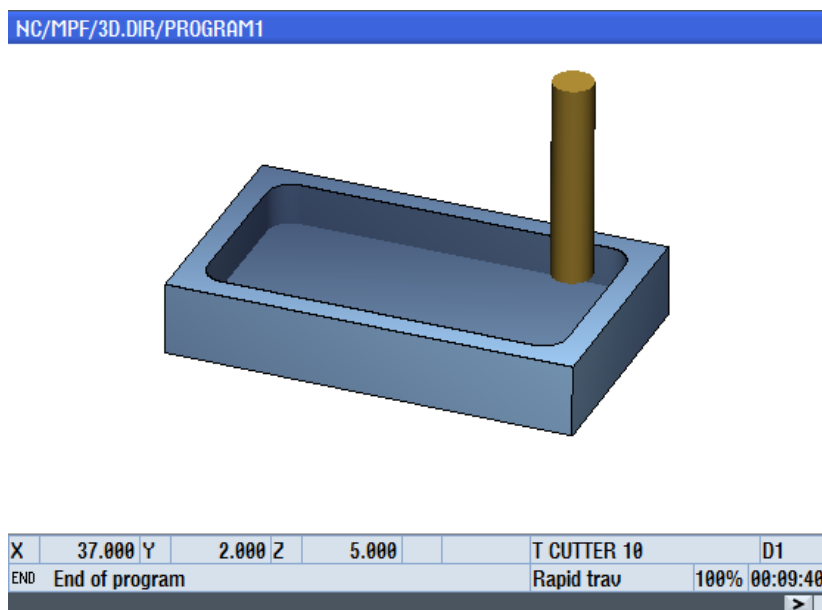 NC/MPF/3D.DIR/PROGRAM1
X 37.000 Y 2.000 Z 5.000 T CUTTER 10 D1
END End of program Rapid trav 100% 00:09:40
>